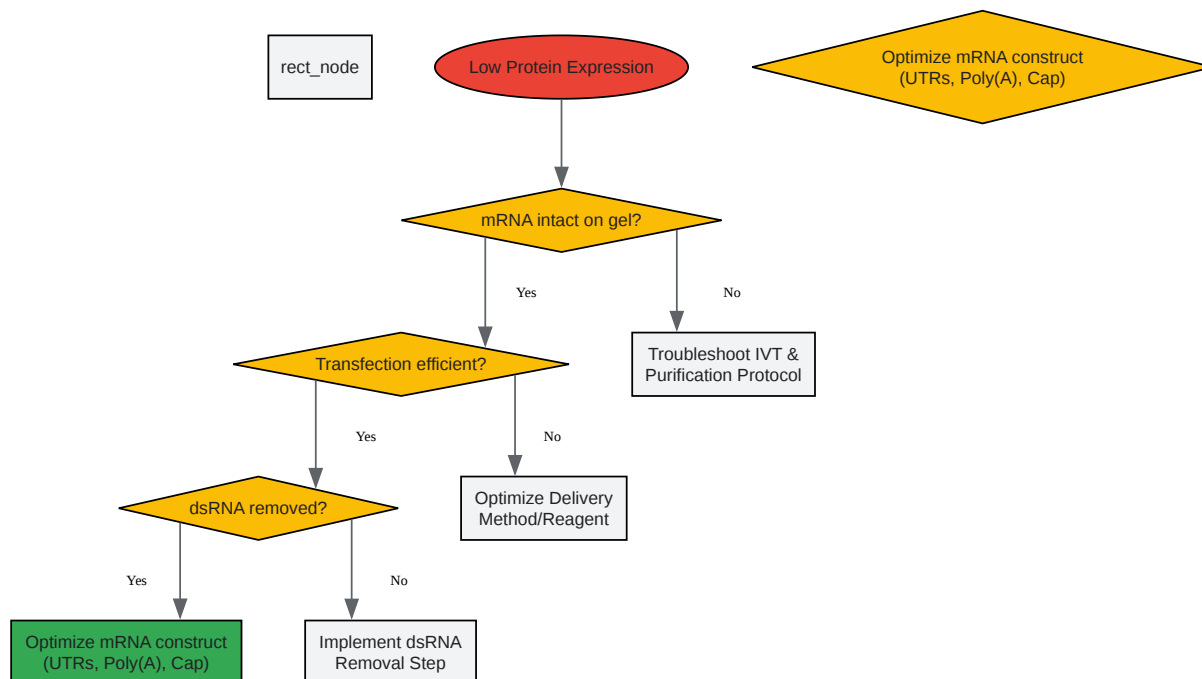 rect_node
Low Protein Expression
Optimize mRNA construct
(UTRs, Poly(A), Cap)
mRNA intact on gel?
Yes
No
Transfection efficient?
Troubleshoot IVT &
Purification Protocol
Yes
No
dsRNA removed?
Optimize Delivery
Method/Reagent
Yes
No
Optimize mRNA construct
(UTRs, Poly(A), Cap)
Implement dsRNA
Removal Step